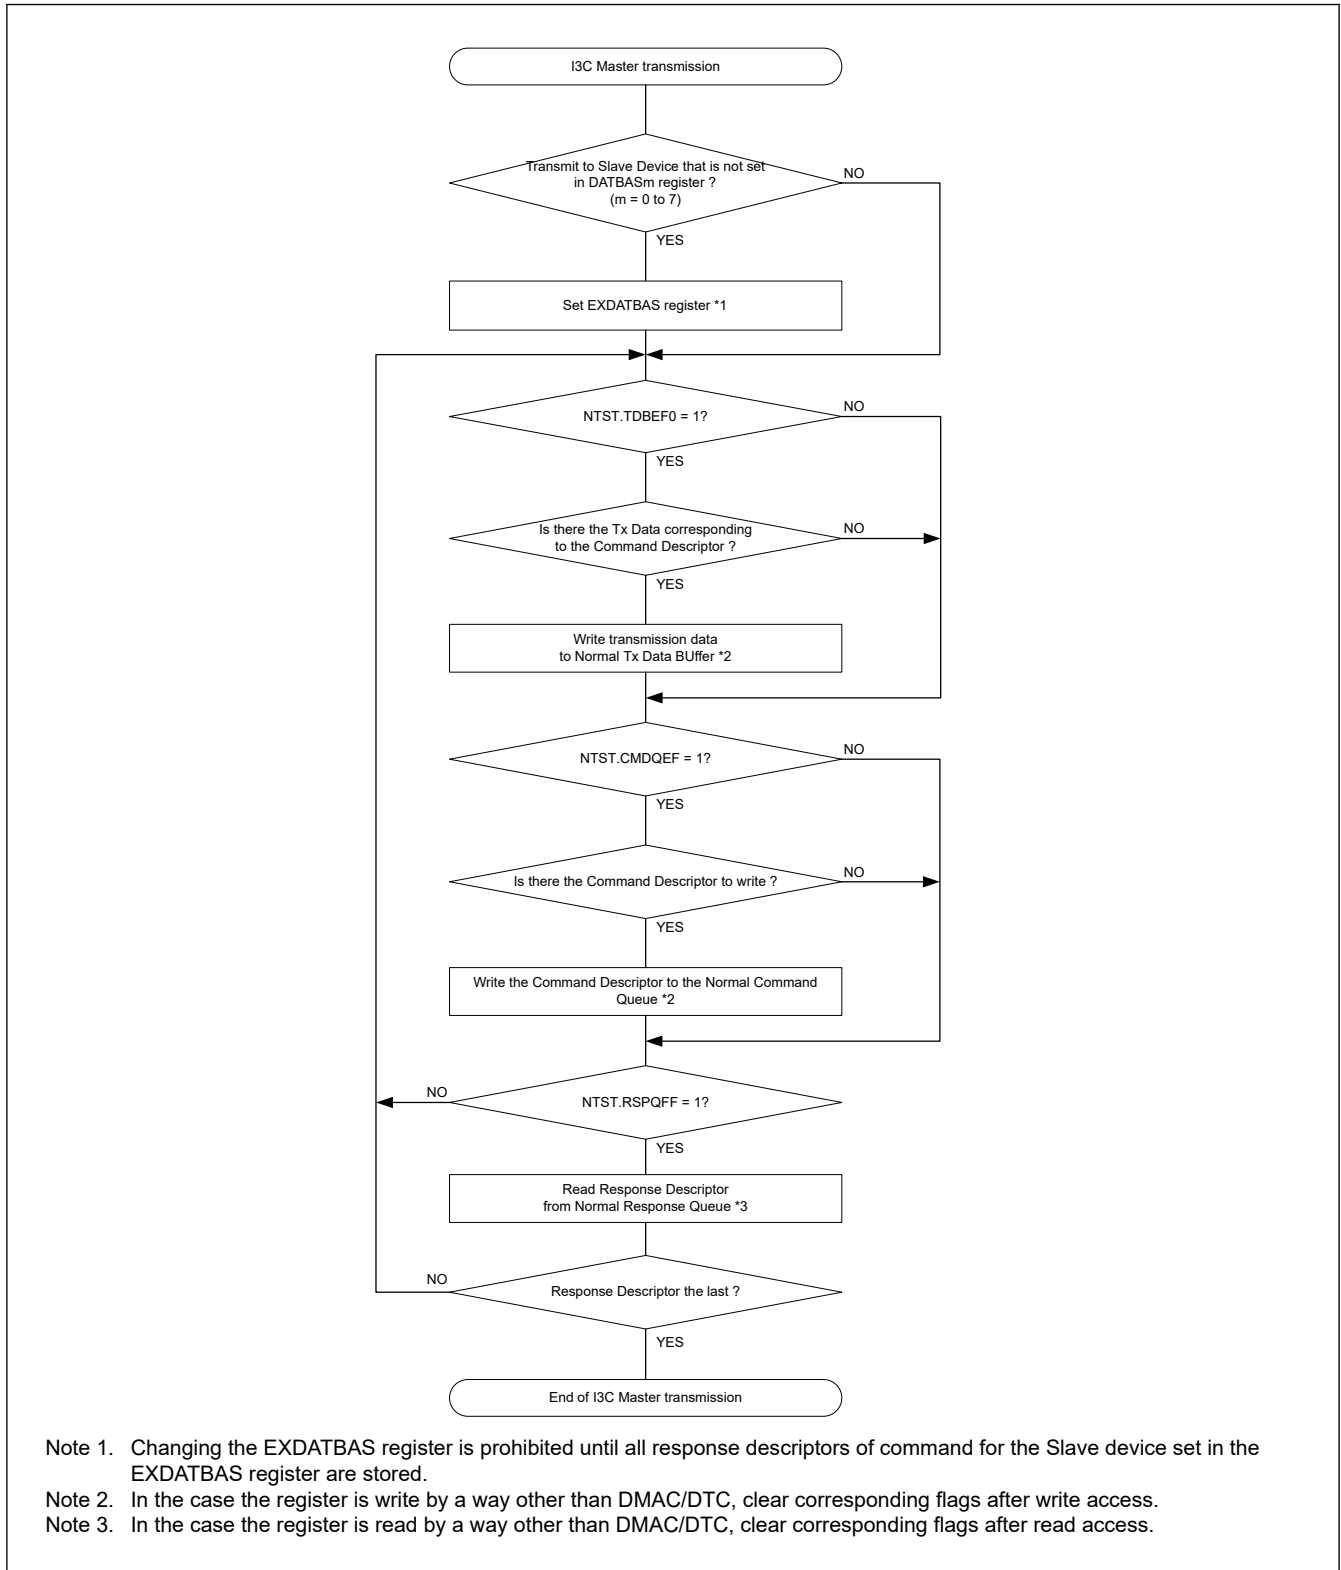 I3C Master transmission
Transmit to Slave Device that is not set
in DATBASm register ?
(m = 0 to 7)
NO
YES
Set EXDATBAS register *1
NTST.TDBEF0 = 1?
NO
YES
Is there the Tx Data corresponding
to the Command Descriptor ?
NO
YES
Write transmission data
to Normal Tx Data BUffer *2
NTST.CMDQEF = 1?
NO
YES
Is there the Command Descriptor to write ?
NO
YES
Write the Command Descriptor to the Normal Command
Queue *2
NO
NTST.RSPQFF = 1?
YES
Read Response Descriptor
from Normal Response Queue *3
NO
Response Descriptor the last ?
YES
End of I3C Master transmission
Note 1. Changing the EXDATBAS register is prohibited until all response descriptors of command for the Slave device set in the
EXDATBAS register are stored.
Note 2. In the case the register is write by a way other than DMAC/DTC, clear corresponding flags after write access.
Note 3. In the case the register is read by a way other than DMAC/DTC, clear corresponding flags after read access.